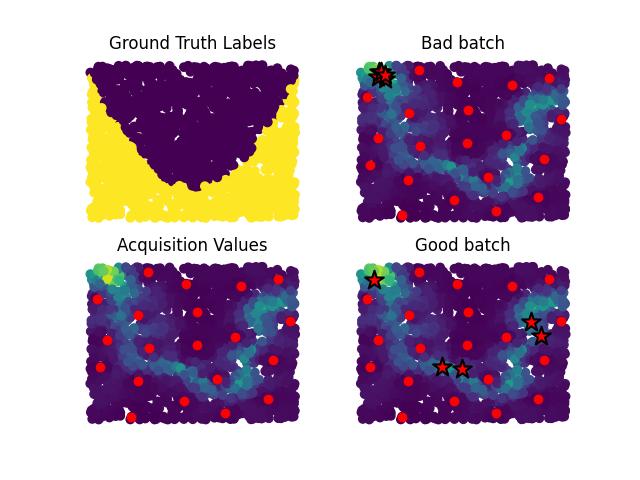 Ground Truth Labels
Bad batch
Acquisition Values
Good batch